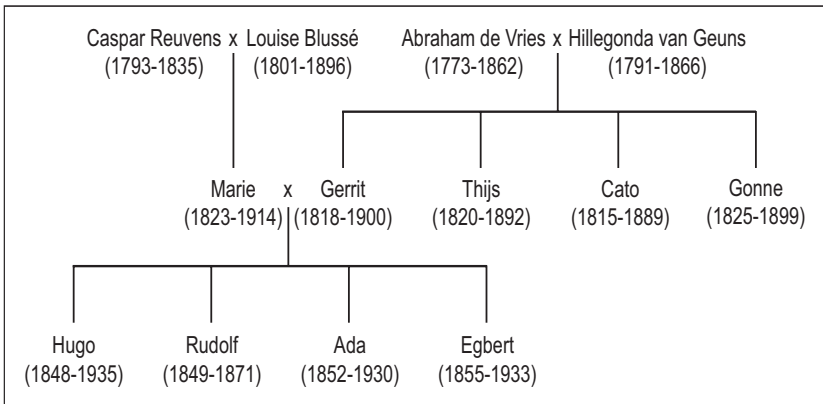 Caspar Reuvens x Louise Blussé Abraham de Vries x Hillegonda van Geuns
(1793-1835) (1801-1896) (1773-1862) (1791-1866)
Marie x Gerrit Thijs Cato Gonne
(1823-1914) (1818-1900) (1820-1892) (1815-1889) (1825-1899)
Hugo Rudolf Ada Egbert
(1848-1935) (1849-1871) (1852-1930) (1855-1933)